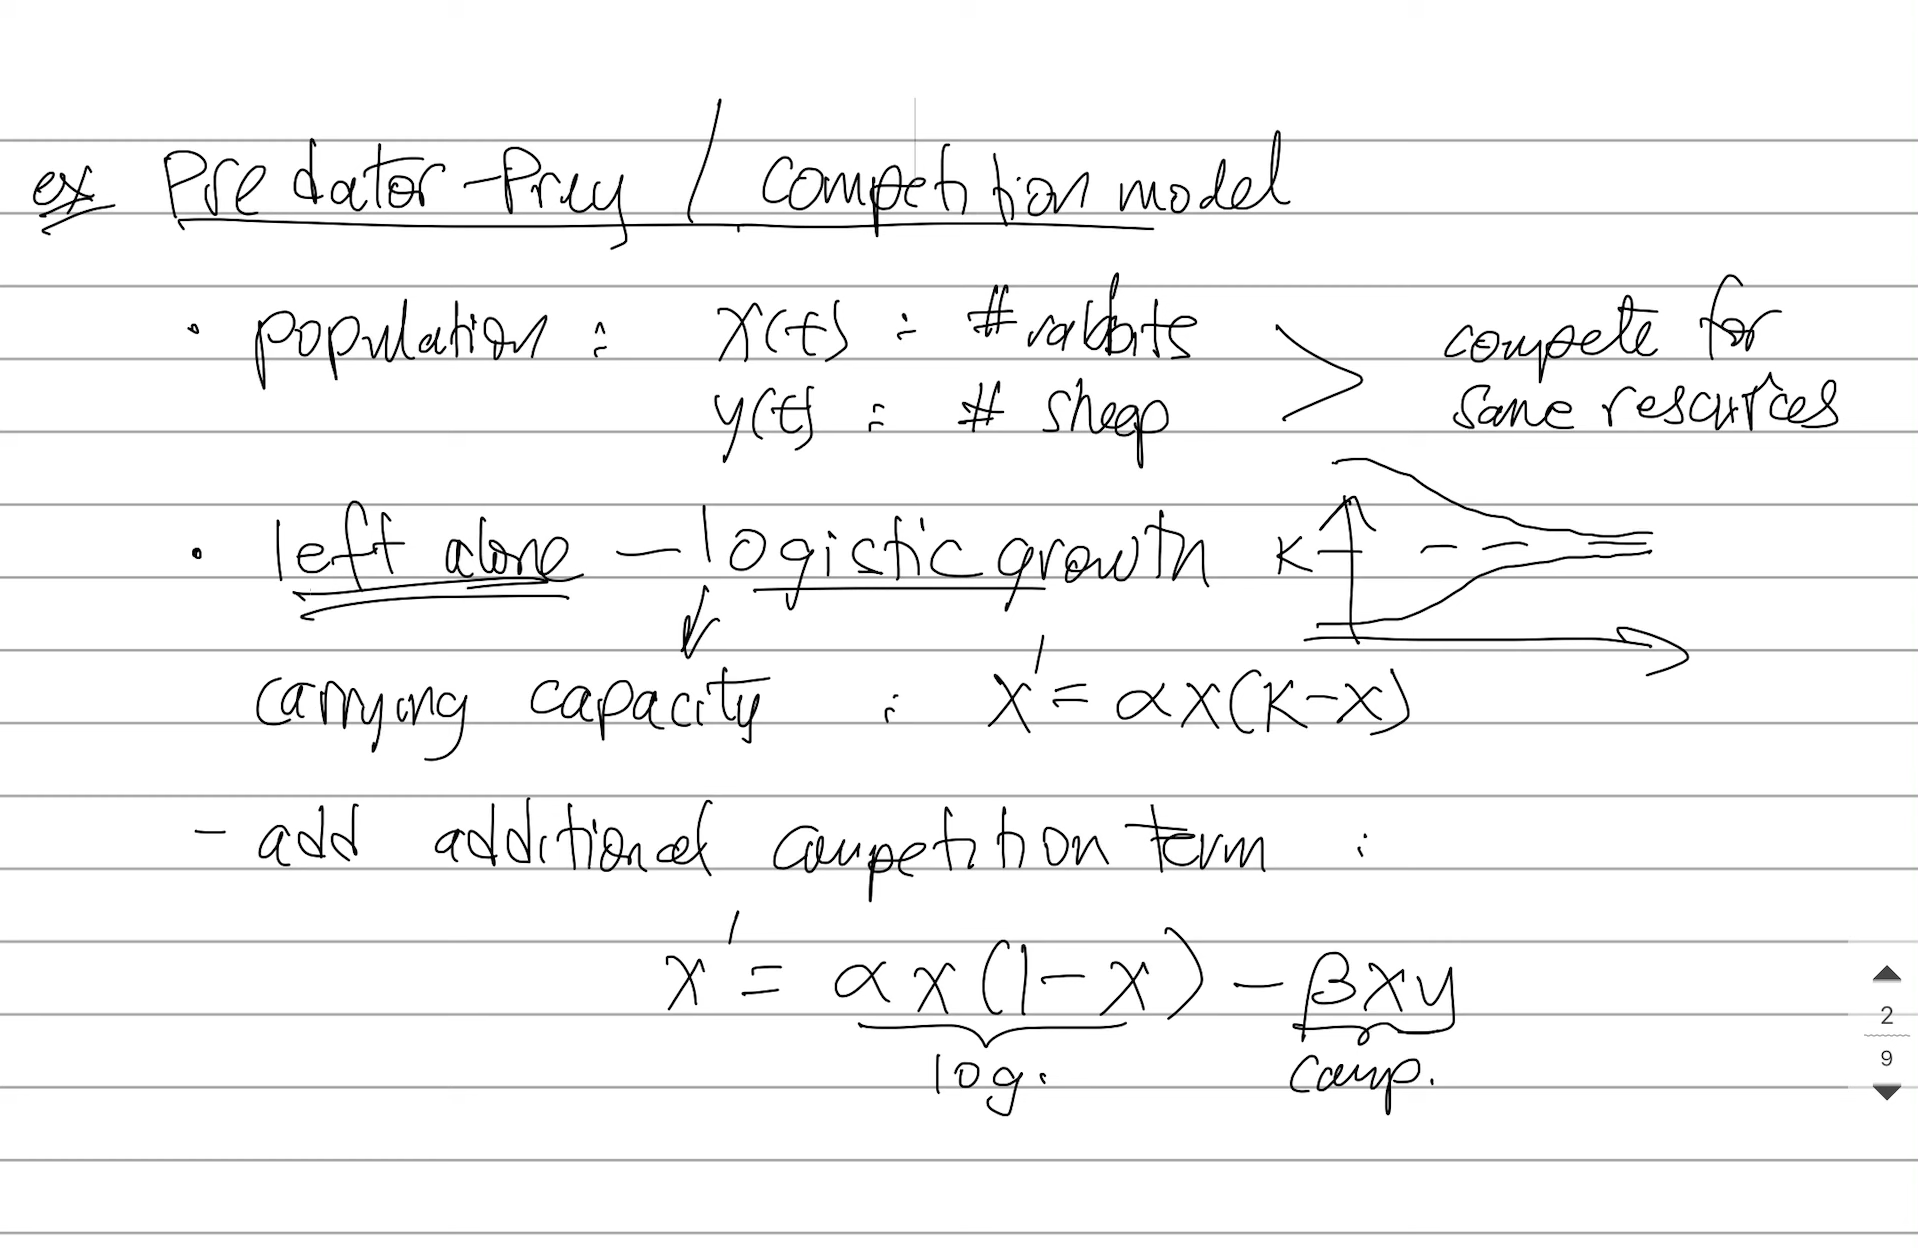 ex Predator-Prey / competition model
• population : x(t) : # rabbits
y(t) : # sheep
compete for
same resources
• left alone — logistic growth
K
carrying capacity : x' = αx(K-x)
- add additional competition term :
x' = αx(1-x) - βxy
log. comp.
2
9